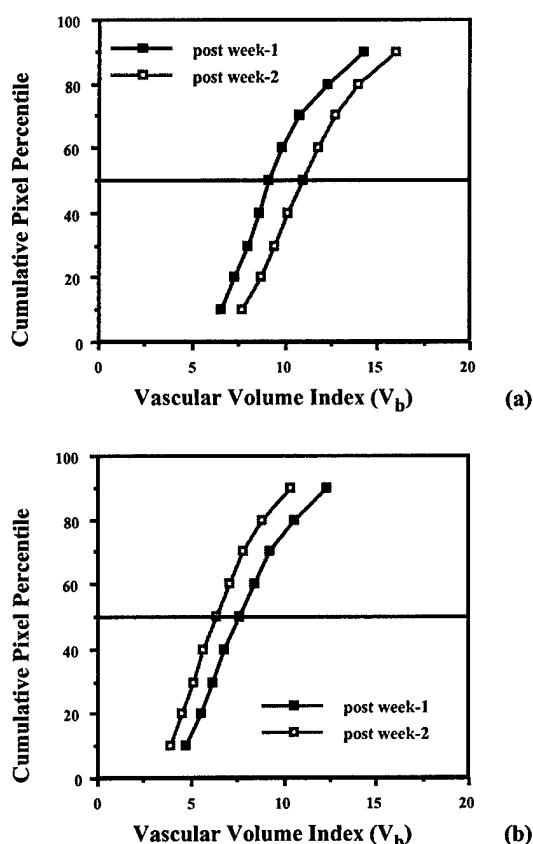 100
80
60
40
20
0
Cumulative Pixel Percentile
post week-1
post week-2
0 5 10 15 20
Vascular Volume Index (Vb)
(a)
100
80
60
40
20
0
Cumulative Pixel Percentile
post week-1
post week-2
0 5 10 15 20
Vascular Volume Index (Vb)
(b)